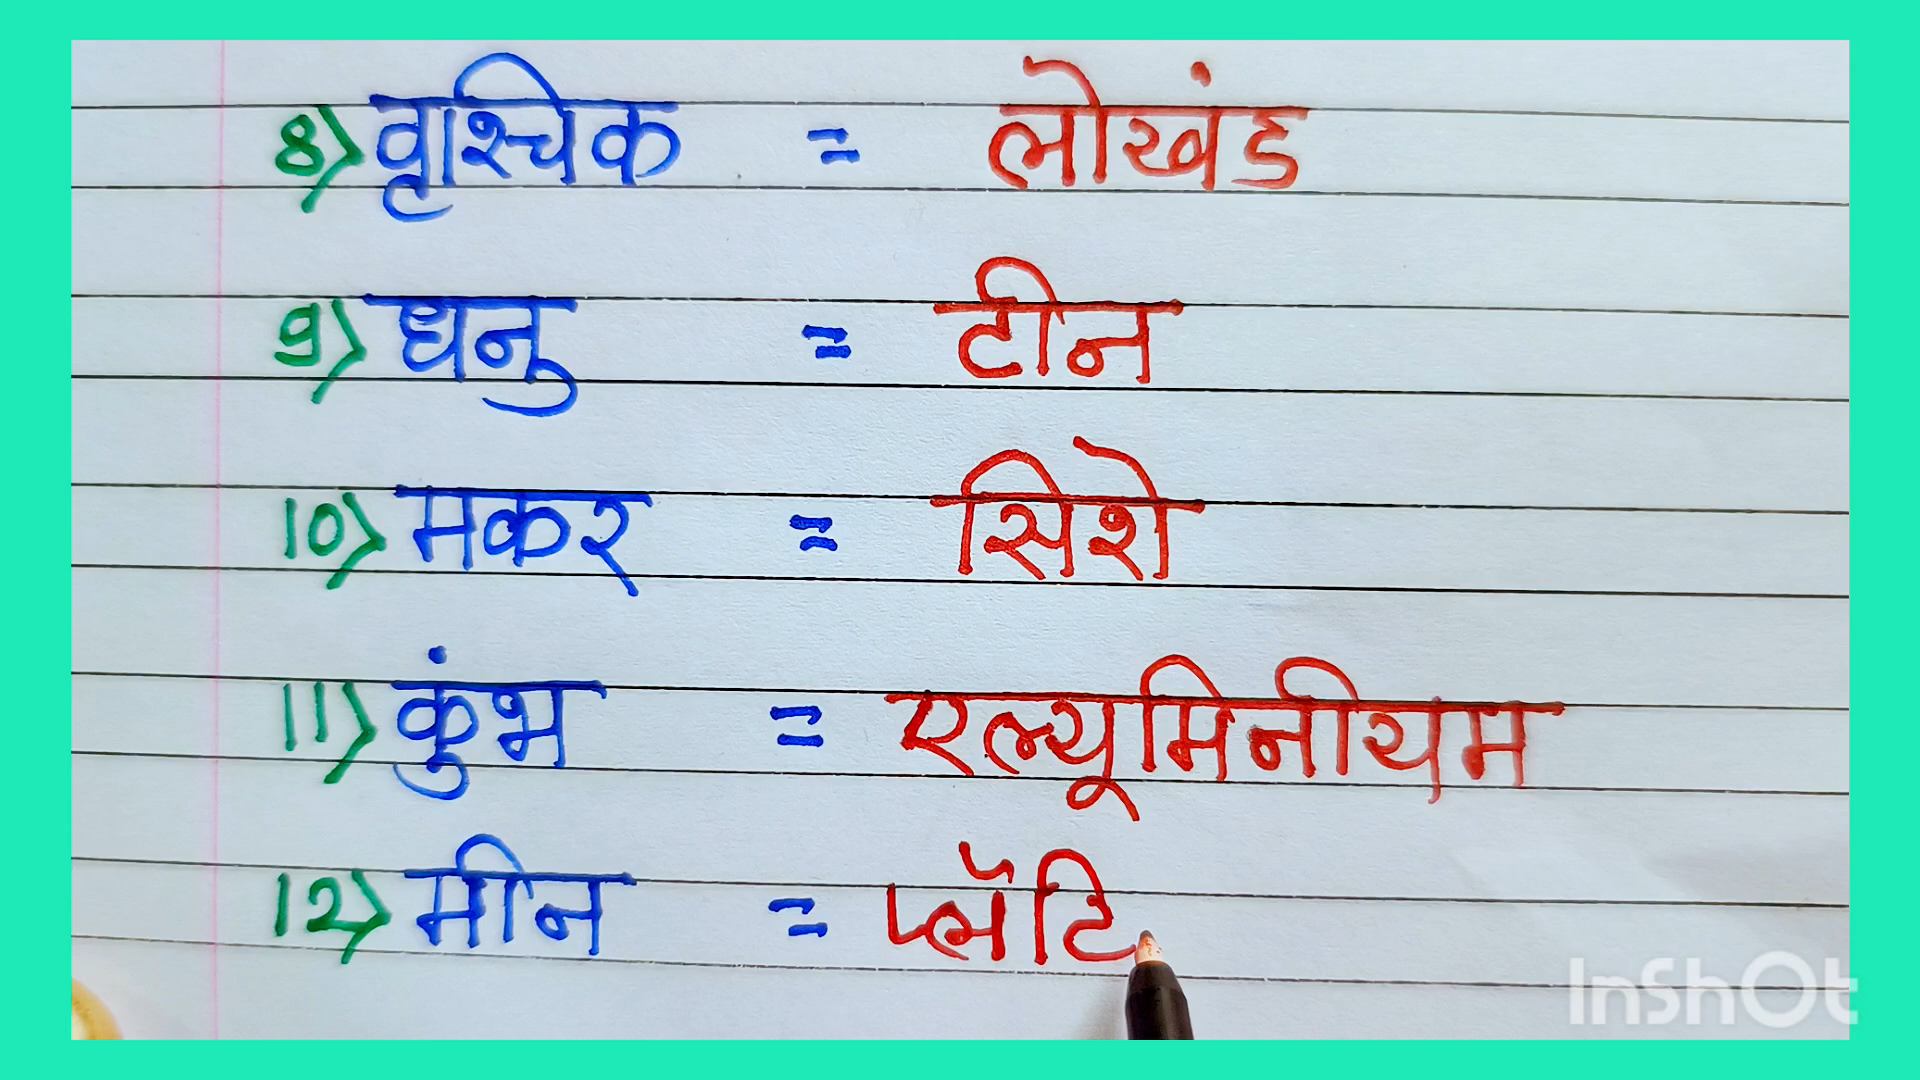 8) वृश्चिक = लोखंड
9) धनु = टीन
10) मकर = सिशे
11) कुंभ = एल्यूमिनीयम
12) मीन = प्लॅटि
InShOt